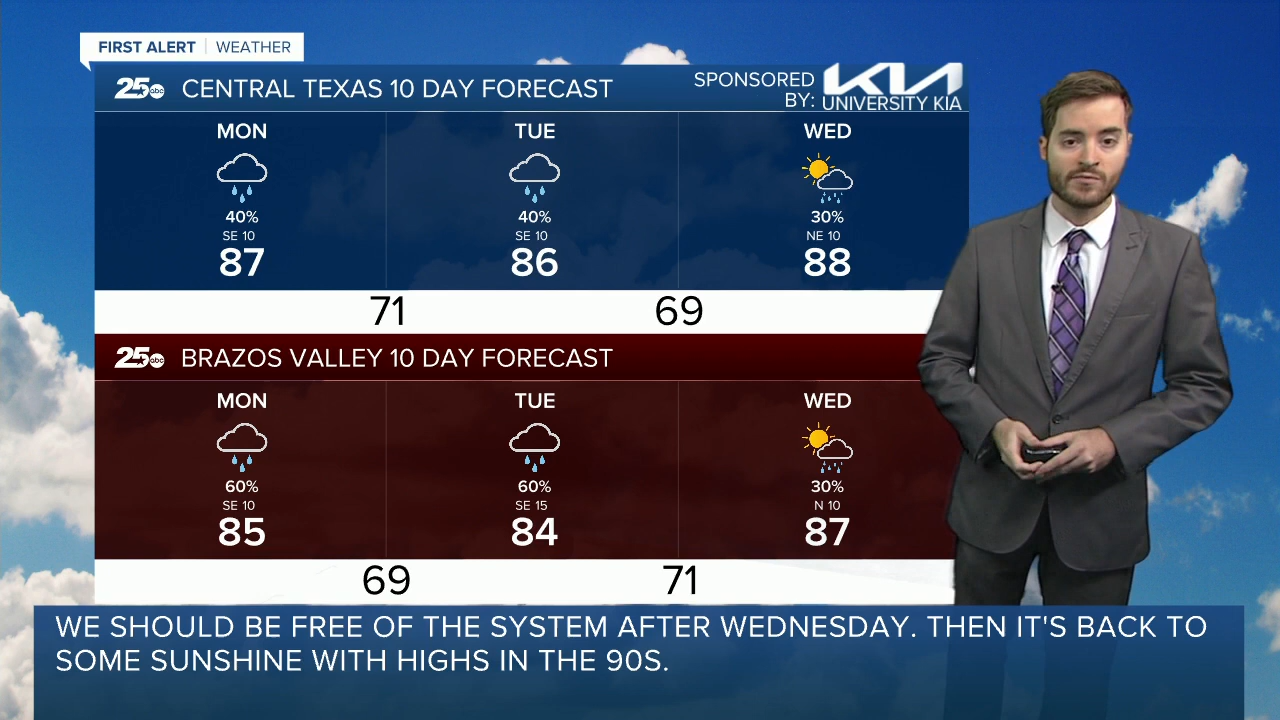 FIRST ALERT | WEATHER
25 abc CENTRAL TEXAS 10 DAY FORECAST
SPONSORED BY: KIA UNIVERSITY KIA
MON TUE WED
40% 40% 30%
SE 10 SE 10 NE 10
87 86 88
71 69
25 abc BRAZOS VALLEY 10 DAY FORECAST
MON TUE WED
60% 60% 30%
SE 10 SE 15 N 10
85 84 87
69 71
WE SHOULD BE FREE OF THE SYSTEM AFTER WEDNESDAY. THEN IT'S BACK TO
SOME SUNSHINE WITH HIGHS IN THE 90S.